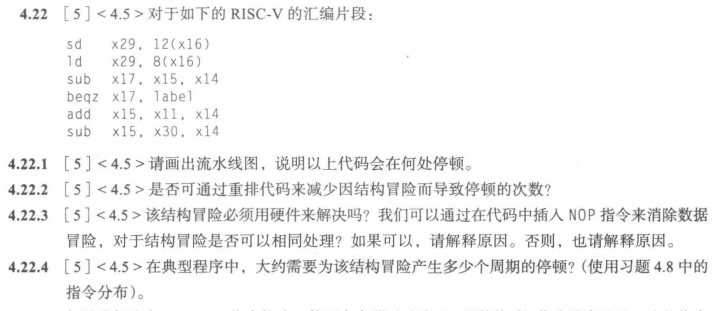 4.22 [5] < 4.5 > 对于如下的 RISC-V 的汇编片段：
sd x29, 12(x16)
ld x29, 8(x16)
sub x17, x15, x14
beqz x17, label
add x15, x11, x14
sub x15, x30, x14
4.22.1 [5] < 4.5 > 请画出流水线图，说明以上代码会在何处停顿。
4.22.2 [5] < 4.5 > 是否可通过重排代码来减少因结构冒险而导致停顿的次数？
4.22.3 [5] < 4.5 > 该结构冒险必须用硬件来解决吗？我们可以通过在代码中插入 NOP 指令来消除数据
冒险，对于结构冒险是否可以相同处理？如果可以，请解释原因。否则，也请解释原因。
4.22.4 [5] < 4.5 > 在典型程序中，大约需要为该结构冒险产生多少个周期的停顿？（使用习题 4.8 中的
指令分布）。